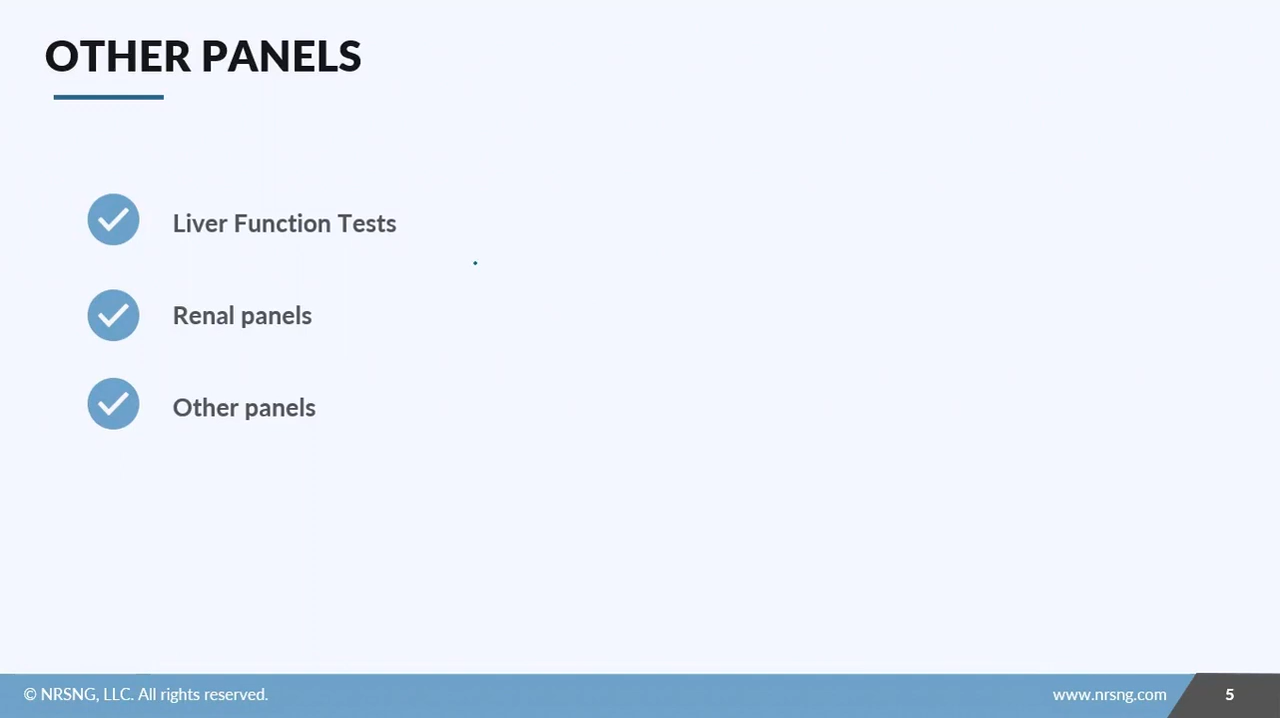 OTHER PANELS
Liver Function Tests
Renal panels
Other panels
© NRSNG, LLC. All rights reserved.
www.nrsng.com
5